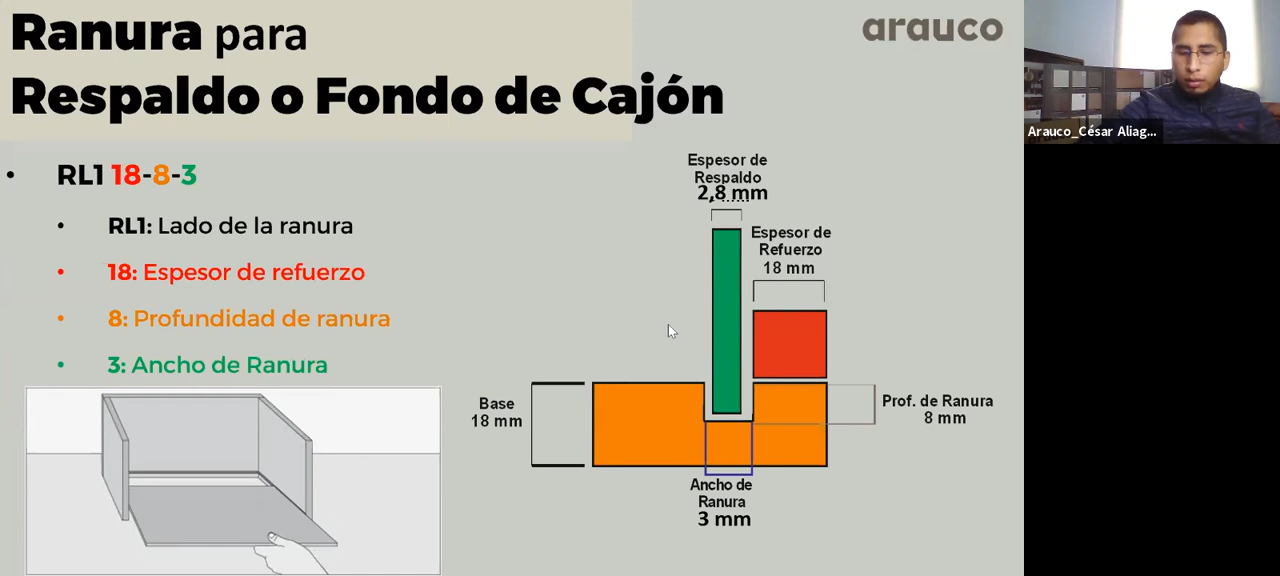 Ranura para
Respaldo o Fondo de Cajón
arauco
Arauco_César Aliag...
• RL1 18-8-3
• RL1: Lado de la ranura
• 18: Espesor de refuerzo
• 8: Profundidad de ranura
• 3: Ancho de Ranura
Espesor de
Respaldo
2,8 mm
Espesor de
Refuerzo
18 mm
Base
18 mm
Prof. de Ranura
8 mm
Ancho de
Ranura
3 mm